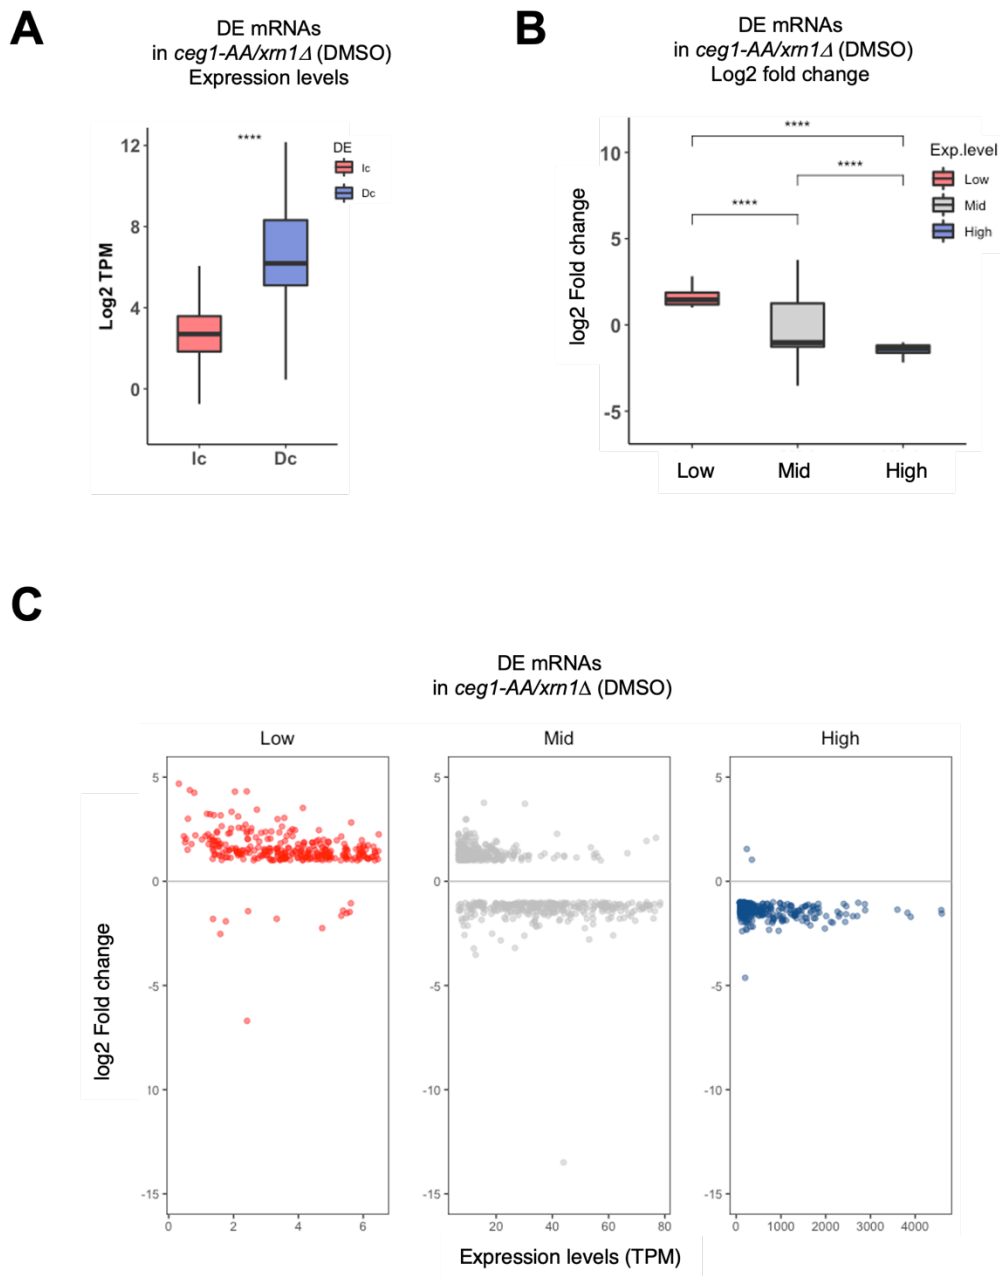 A
DE mRNAs
in ceg1-AA/xrn1Δ (DMSO)
Expression levels
****
12
8
4
0
Log2 TPM
Ic
Dc
DE
Ic
Dc
B
DE mRNAs
in ceg1-AA/xrn1Δ (DMSO)
Log2 fold change
****
****
****
10
5
0
-5
log2 Fold change
Low
Mid
High
Exp.level
Low
Mid
High
C
DE mRNAs
in ceg1-AA/xrn1Δ (DMSO)
Low
Mid
High
5
0
-5
10
-15
5
0
-5
-10
-15
5
0
-5
-10
-15
log2 Fold change
0 2 4 6
20 40 60 80
0 1000 2000 3000 4000
Expression levels (TPM)